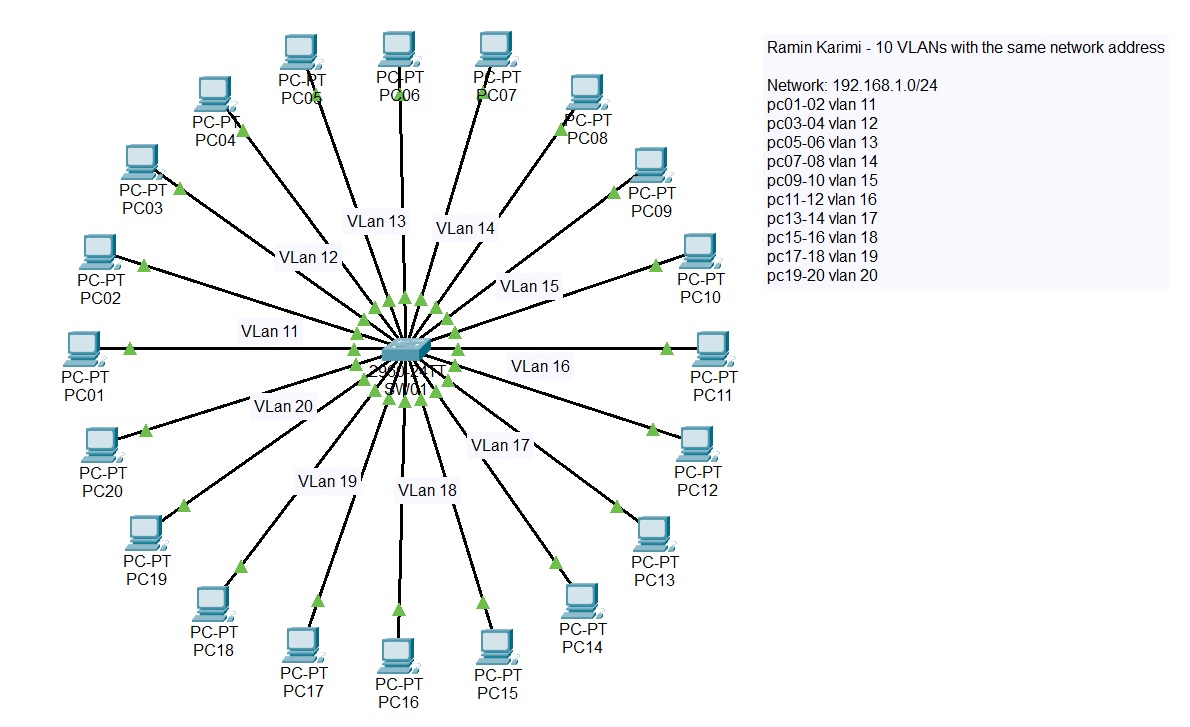 Ramin Karimi - 10 VLANs with the same network address
Network: 192.168.1.0/24
pc01-02 vlan 11
pc03-04 vlan 12
pc05-06 vlan 13
pc07-08 vlan 14
pc09-10 vlan 15
pc11-12 vlan 16
pc13-14 vlan 17
pc15-16 vlan 18
pc17-18 vlan 19
pc19-20 vlan 20
PC-PT
PC05
PC-PT
PC06
PC-PT
PC07
PC-PT
PC04
PC-PT
PC08
PC-PT
PC03
PC-PT
PC09
VLan 13
VLan 14
VLan 12
PC-PT
PC02
PC-PT
PC10
VLan 15
VLan 11
PC-PT
PC01
2960-24TT
SW01
VLan 16
PC-PT
PC11
VLan 20
VLan 17
PC-PT
PC20
PC-PT
PC12
VLan 19
VLan 18
PC-PT
PC19
PC-PT
PC13
PC-PT
PC18
PC-PT
PC14
PC-PT
PC17
PC-PT
PC16
PC-PT
PC15